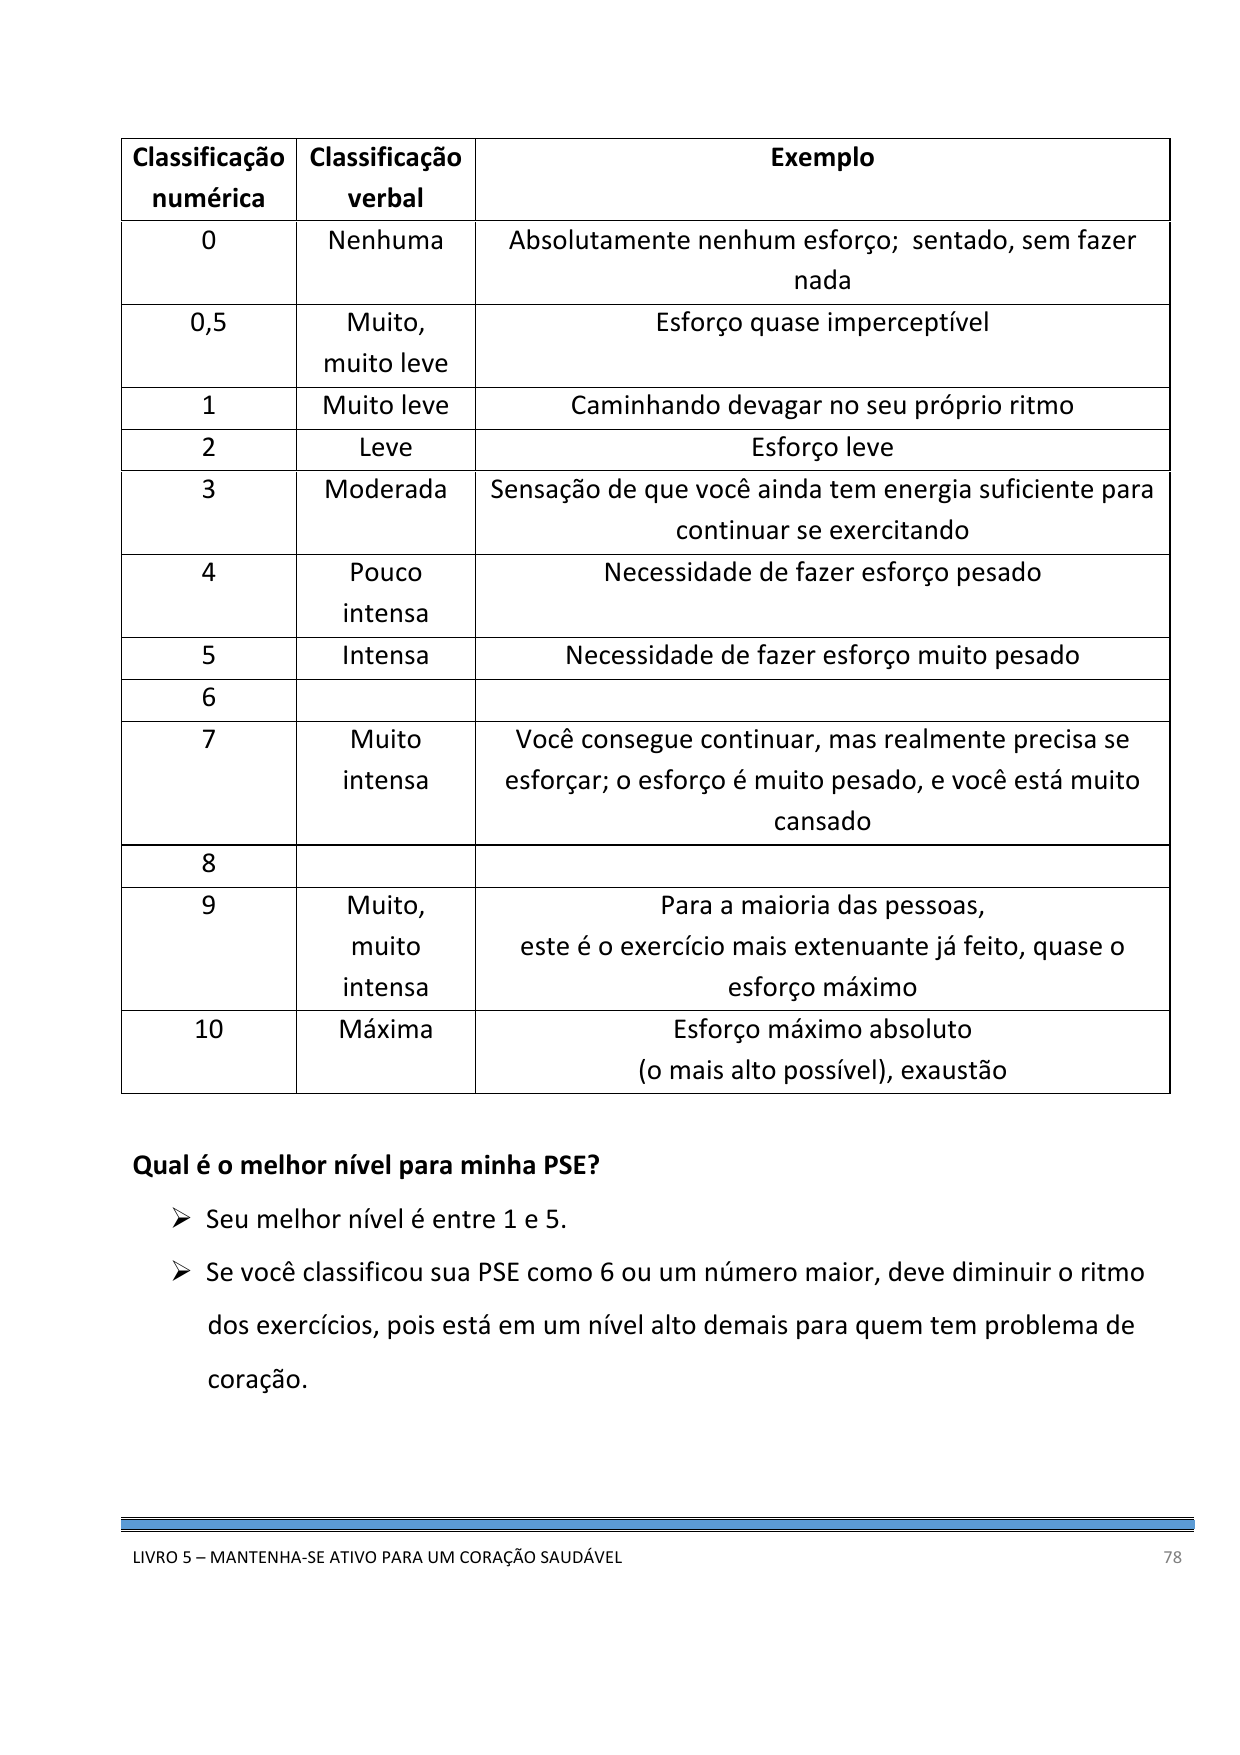 Classificação Classificação Exemplo
numérica verbal
0 Nenhuma Absolutamente nenhum esforço; sentado, sem fazer
nada
0,5 Muito, Esforço quase imperceptível
muito leve
1 Muito leve Caminhando devagar no seu próprio ritmo
2 Leve Esforço leve
3 Moderada Sensação de que você ainda tem energia suficiente para
continuar se exercitando
4 Pouco Necessidade de fazer esforço pesado
intensa
5 Intensa Necessidade de fazer esforço muito pesado
6
7 Muito Você consegue continuar, mas realmente precisa se
intensa esforçar; o esforço é muito pesado, e você está muito
cansado
8
9 Muito, Para a maioria das pessoas,
muito este é o exercício mais extenuante já feito, quase o
intensa esforço máximo
10 Máxima Esforço máximo absoluto
(o mais alto possível), exaustão
Qual é o melhor nível para minha PSE?
➢ Seu melhor nível é entre 1 e 5.
➢ Se você classificou sua PSE como 6 ou um número maior, deve diminuir o ritmo
dos exercícios, pois está em um nível alto demais para quem tem problema de
coração.
LIVRO 5 – MANTENHA-SE ATIVO PARA UM CORAÇÃO SAUDÁVEL 78